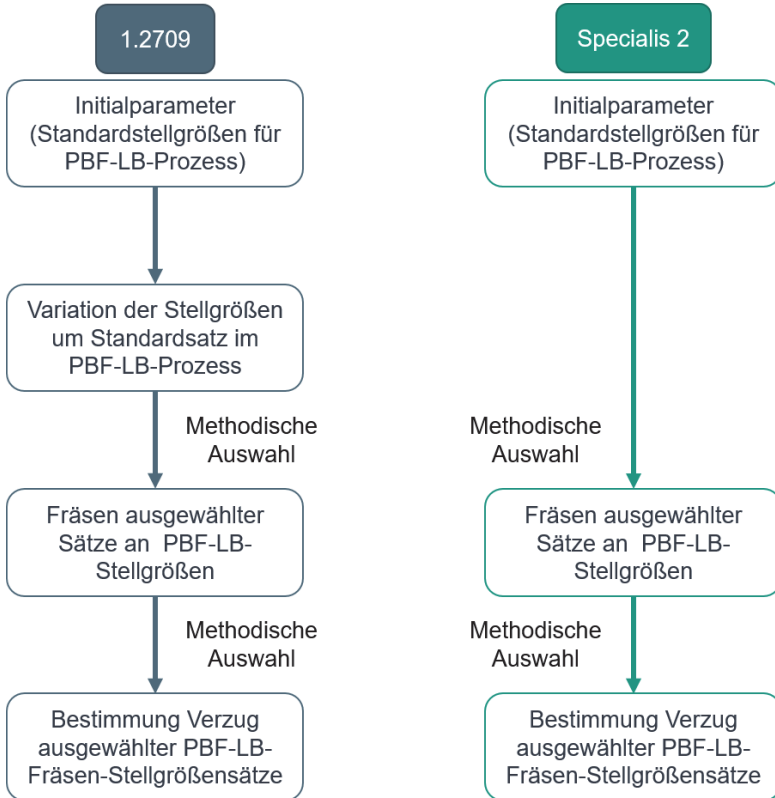 1.2709
Initialparameter
(Standardstellgrößen für
PBF-LB-Prozess)
Variation der Stellgrößen
um Standardsatz im
PBF-LB-Prozess
Methodische
Auswahl
Fräsen ausgewählter
Sätze an PBF-LB-
Stellgrößen
Methodische
Auswahl
Bestimmung Verzug
ausgewählter PBF-LB-
Fräsen-Stellgrößensätze
Specialis 2
Initialparameter
(Standardstellgrößen für
PBF-LB-Prozess)
Methodische
Auswahl
Fräsen ausgewählter
Sätze an PBF-LB-
Stellgrößen
Methodische
Auswahl
Bestimmung Verzug
ausgewählter PBF-LB-
Fräsen-Stellgrößensätze